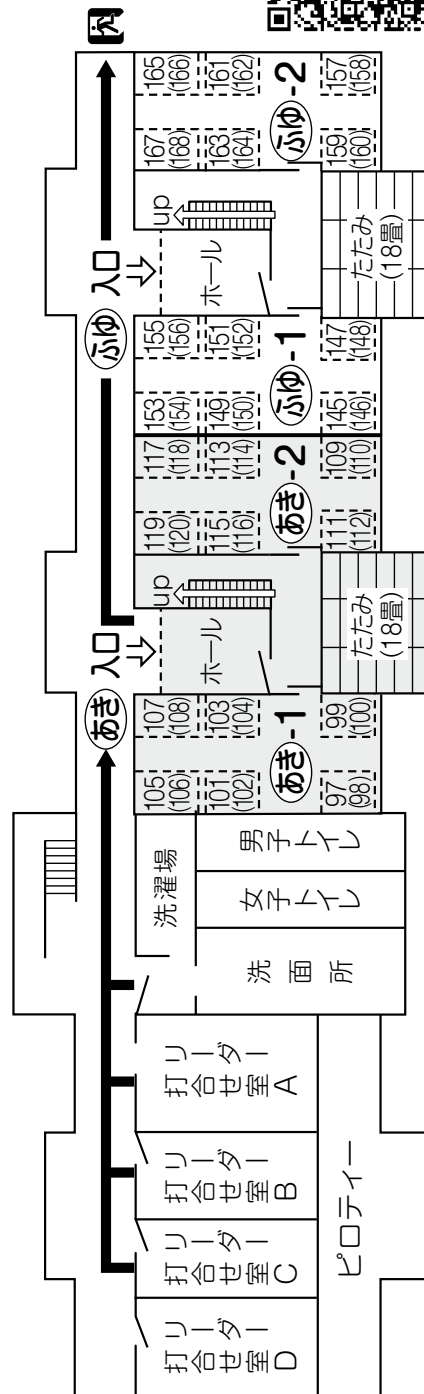 リーダー
打合せ室D
リーダー
打合せ室C
リーダー
打合せ室B
リーダー
打合せ室A
ピロティー
洗面所
洗濯場
女子トイレ
男子トイレ
あき
入口
105
(106)
107
(108)
101
(102)
103
(104)
あき-1
97
(98)
99
(100)
up
ホール
たたみ
(18畳)
119
(120)
117
(118)
115
(116)
113
(114)
あき-2
111
(112)
109
(110)
ふゆ
入口
153
(154)
155
(156)
149
(150)
151
(152)
ふゆ-1
145
(146)
147
(148)
up
ホール
たたみ
(18畳)
167
(168)
165
(166)
163
(164)
161
(162)
ふゆ-2
159
(160)
157
(158)